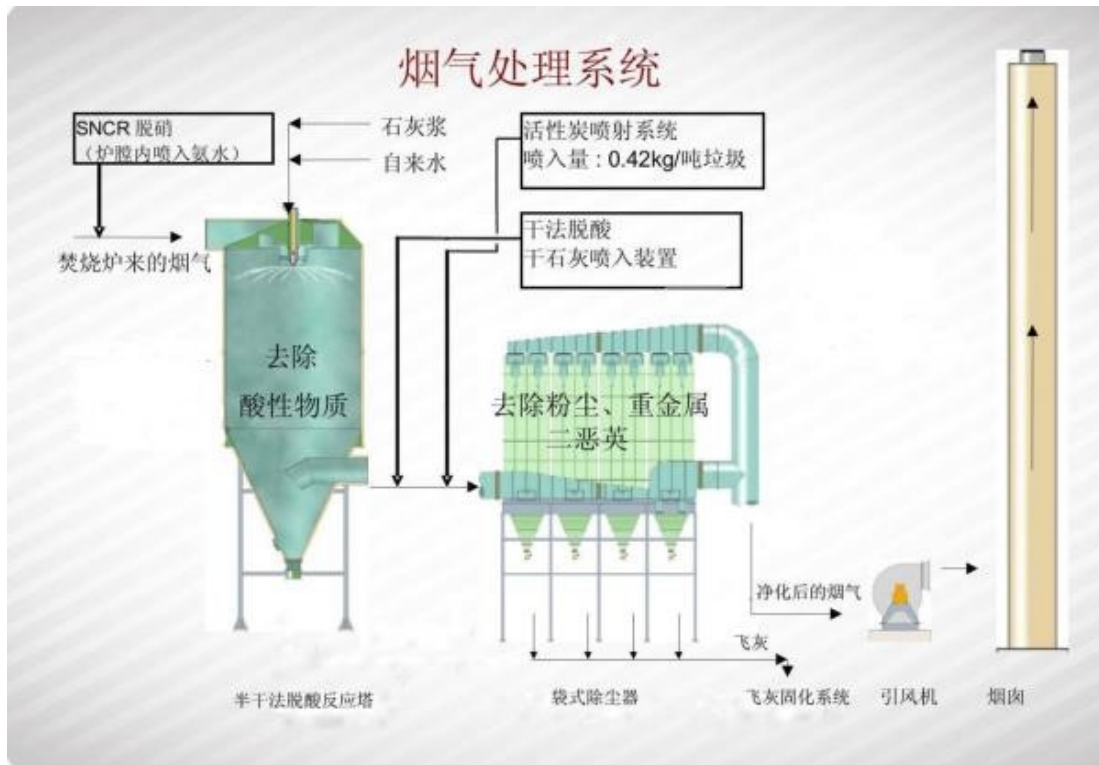 烟气处理系统
SNCR 脱硝
（炉膛内喷入氨水）
石灰浆
自来水
活性炭喷射系统
喷入量：0.42kg/吨垃圾
干法脱酸
干石灰喷入装置
焚烧炉来的烟气
去除
酸性物质
去除粉尘、重金属
二恶英
净化后的烟气
飞灰
半干法脱酸反应塔
袋式除尘器
飞灰固化系统
引风机
烟囱